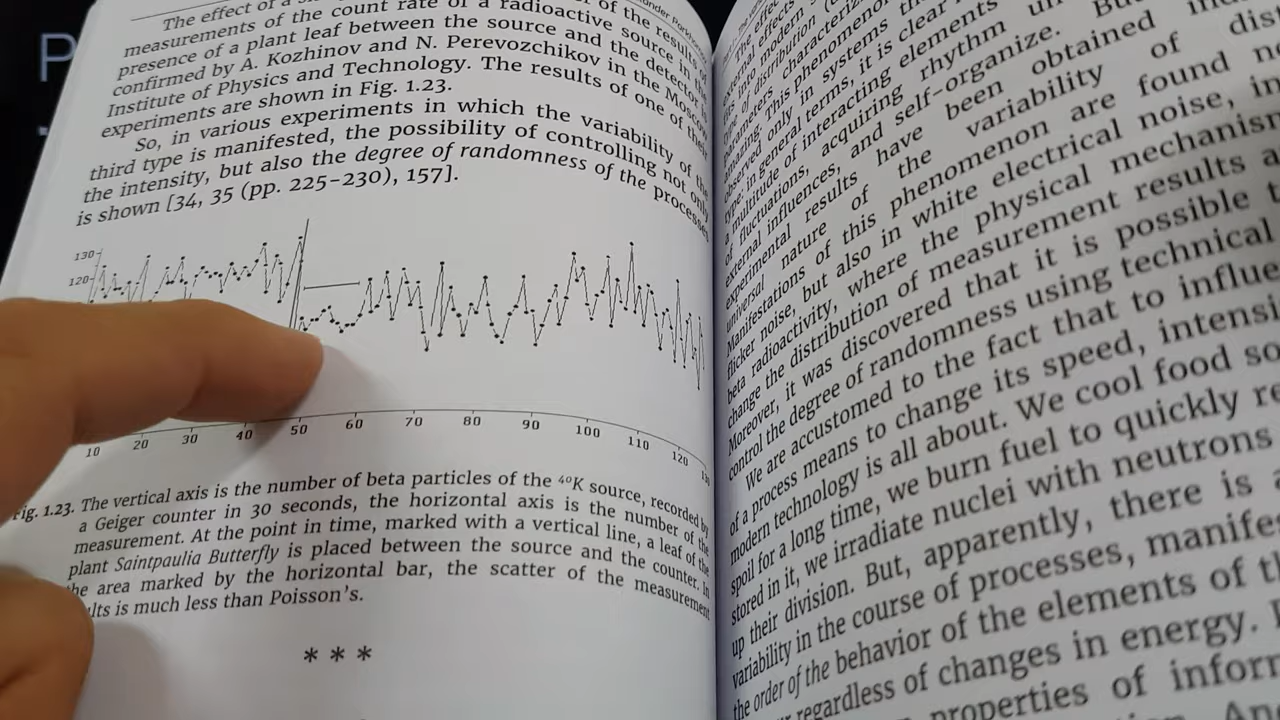 P
The effect of a s
measurements of the count rate of a radioactive source in the
presence of a plant leaf between the source and the detector is
confirmed by A. Kozhinov and N. Perevozchikov in the Moscow
Institute of Physics and Technology. The results of one of their
experiments are shown in Fig. 1.23.
So, in various experiments in which the variability of the
third type is manifested, the possibility of controlling not only
the intensity, but also the degree of randomness of the processes
is shown [34, 35 (pp. 225–230), 157].
130
120
10 20 30 40 50 60 70 80 90 100 110 120 130
Fig. 1.23. The vertical axis is the number of beta particles of the ⁴⁰K source, recorded by
a Geiger counter in 30 seconds, the horizontal axis is the number of the
measurement. At the point in time, marked with a vertical line, a leaf of the
plant Saintpaulia Butterfly is placed between the source and the counter. In
he area marked by the horizontal bar, the scatter of the measurement
ults is much less than Poisson's.
* * *
observed only in systems
type, in general terms, it is clear
a multitude of interacting elements
of fluctuations, acquiring rhythm un
external influences, and self-organize. Bu
experimental results have been obtained
universal nature of the variability of dist
Manifestations of this phenomenon are found no
flicker noise, but also in white electrical noise, in
beta radioactivity, where the physical mechanism
change the distribution of measurement results a
Moreover, it was discovered that it is possible t
control the degree of randomness using technical
We are accustomed to the fact that to influe
of a process means to change its speed, intensi
modern technology is all about. We cool food so
spoil for a long time, we burn fuel to quickly re
stored in it, we irradiate nuclei with neutrons
up their division. But, apparently, there is a
variability in the course of processes, manife
the order of the behavior of the elements of th
regardless of changes in energy.
properties of inform